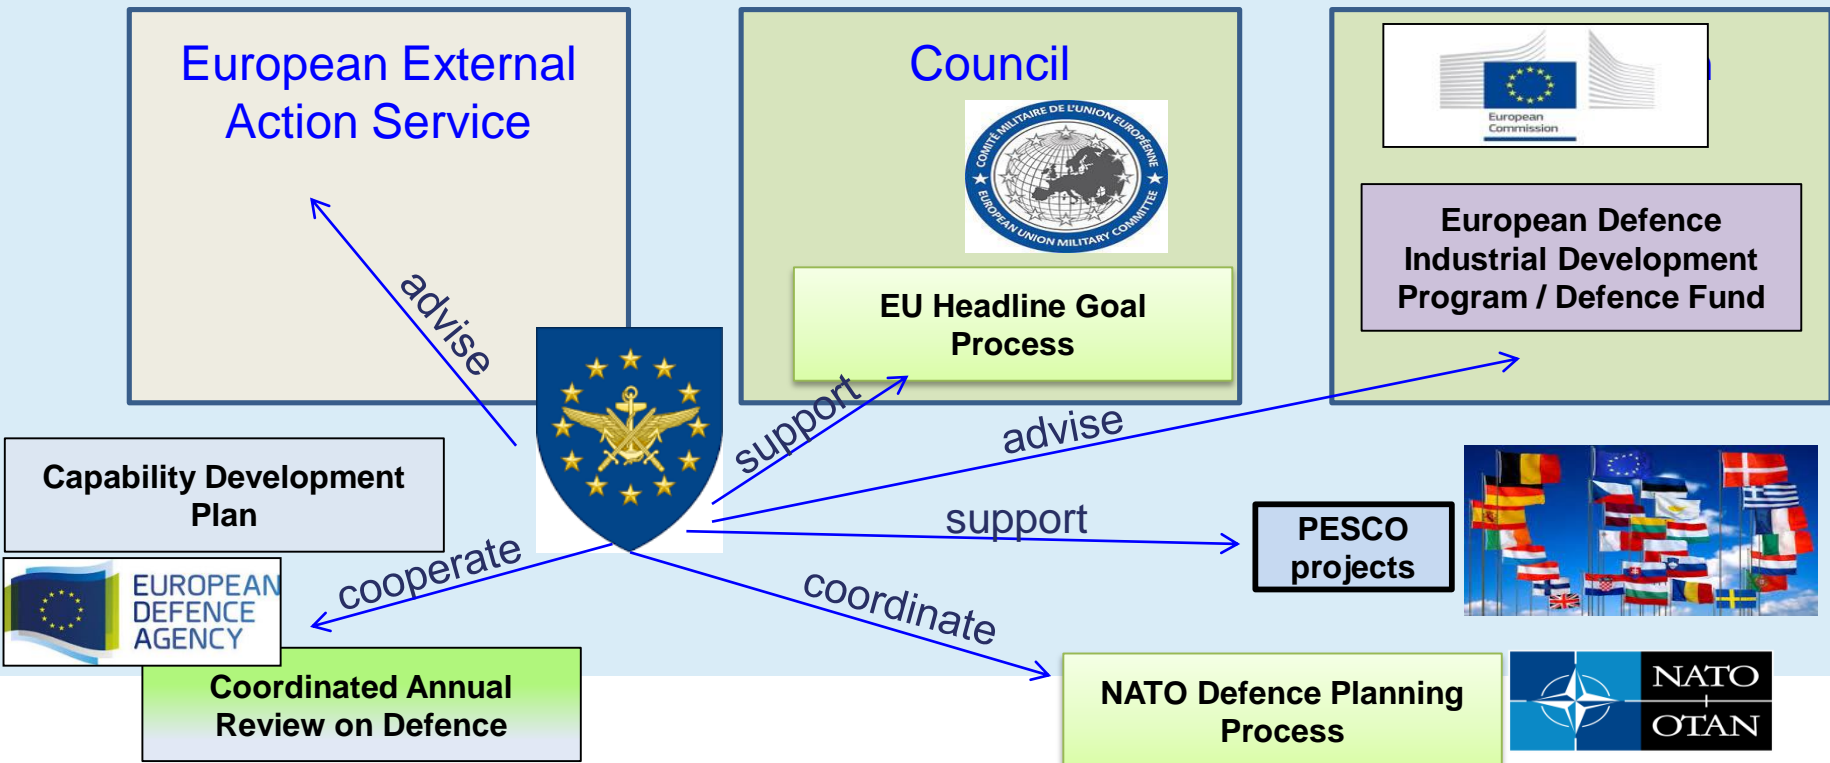 European External
Action Service
Council
COMITÉ MILITAIRE DE L'UNION EUROPÉENNE
EUROPEAN UNION MILITARY COMMITTEE
European
Commission
European Defence
Industrial Development
Program / Defence Fund
EU Headline Goal
Process
advise
support
advise
Capability Development
Plan
support
PESCO
projects
cooperate
coordinate
EUROPEAN
DEFENCE
AGENCY
Coordinated Annual
Review on Defence
NATO Defence Planning
Process
NATO
OTAN